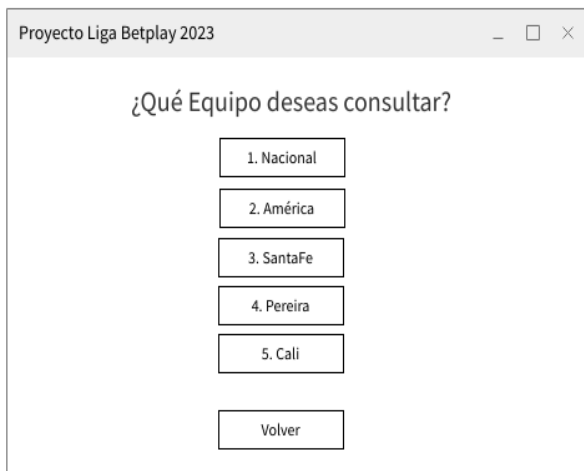 Proyecto Liga Betplay 2023
¿Qué Equipo deseas consultar?
1. Nacional
2. América
3. SantaFe
4. Pereira
5. Cali
Volver